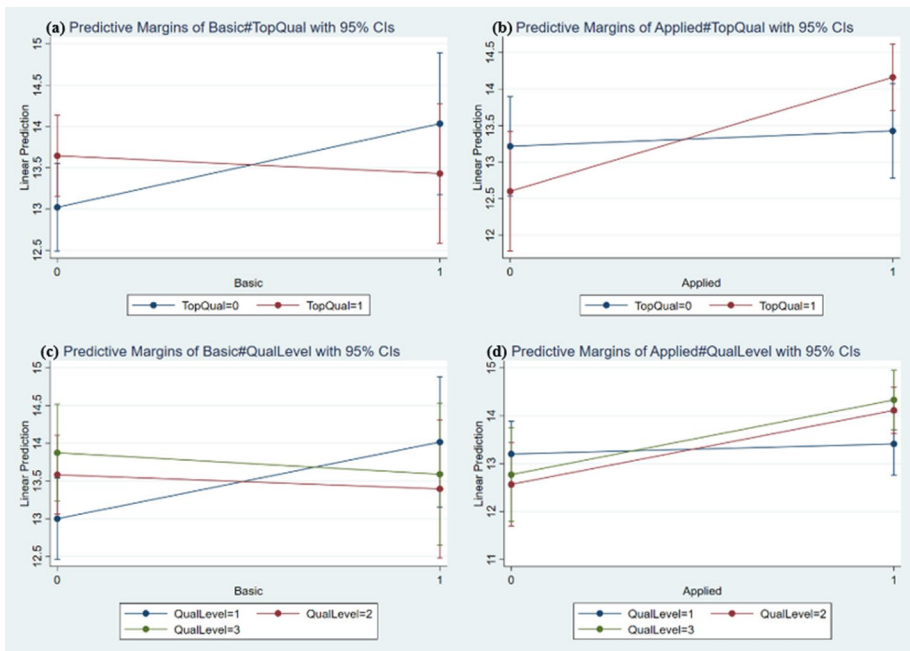 (a) Predictive Margins of Basic#TopQual with 95% CIs
15
14.5
14
13.5
13
12.5
Linear Prediction
0
1
Basic
TopQual=0 TopQual=1
(b) Predictive Margins of Applied#TopQual with 95% CIs
14.5
14
13.5
13
12.5
12
Linear Prediction
0
1
Applied
TopQual=0 TopQual=1
(c) Predictive Margins of Basic#QualLevel with 95% CIs
15
14.5
14
13.5
13
12.5
Linear Prediction
0
1
Basic
QualLevel=1 QualLevel=2
QualLevel=3
(d) Predictive Margins of Applied#QualLevel with 95% CIs
15
14
13
12
11
Linear Prediction
0
1
Applied
QualLevel=1 QualLevel=2
QualLevel=3